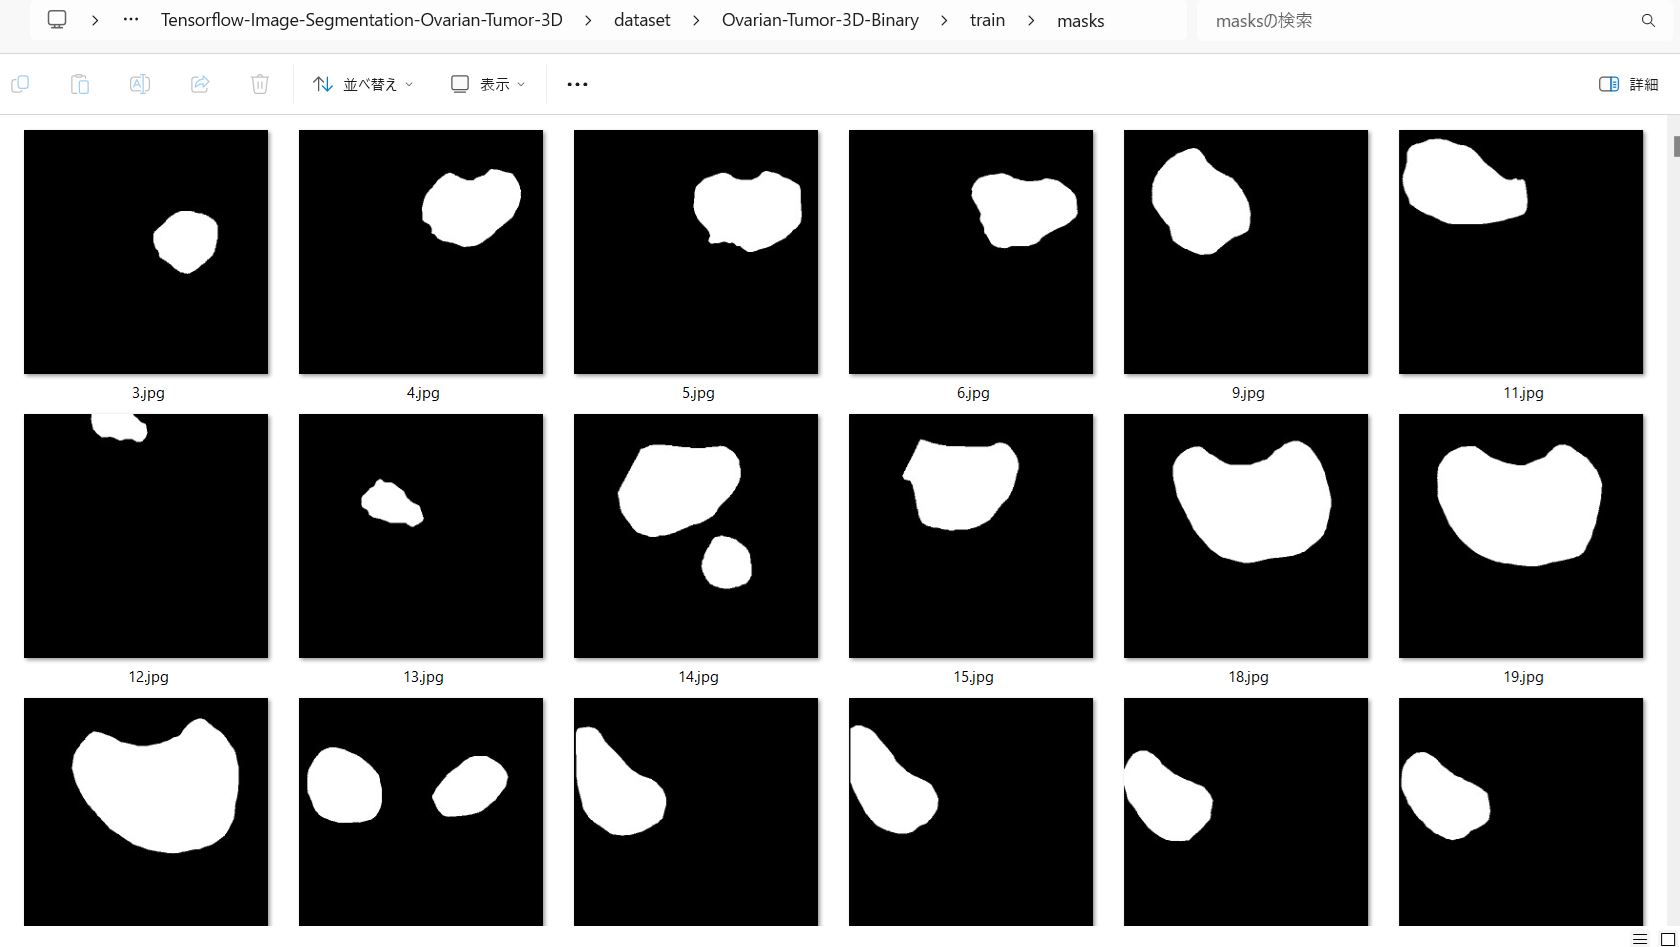 Tensorflow-Image-Segmentation-Ovarian-Tumor-3D > dataset > Ovarian-Tumor-3D-Binary > train > masks
masksの検索
並べ替え 表示 詳細
3.jpg 4.jpg 5.jpg 6.jpg 9.jpg 11.jpg
12.jpg 13.jpg 14.jpg 15.jpg 18.jpg 19.jpg